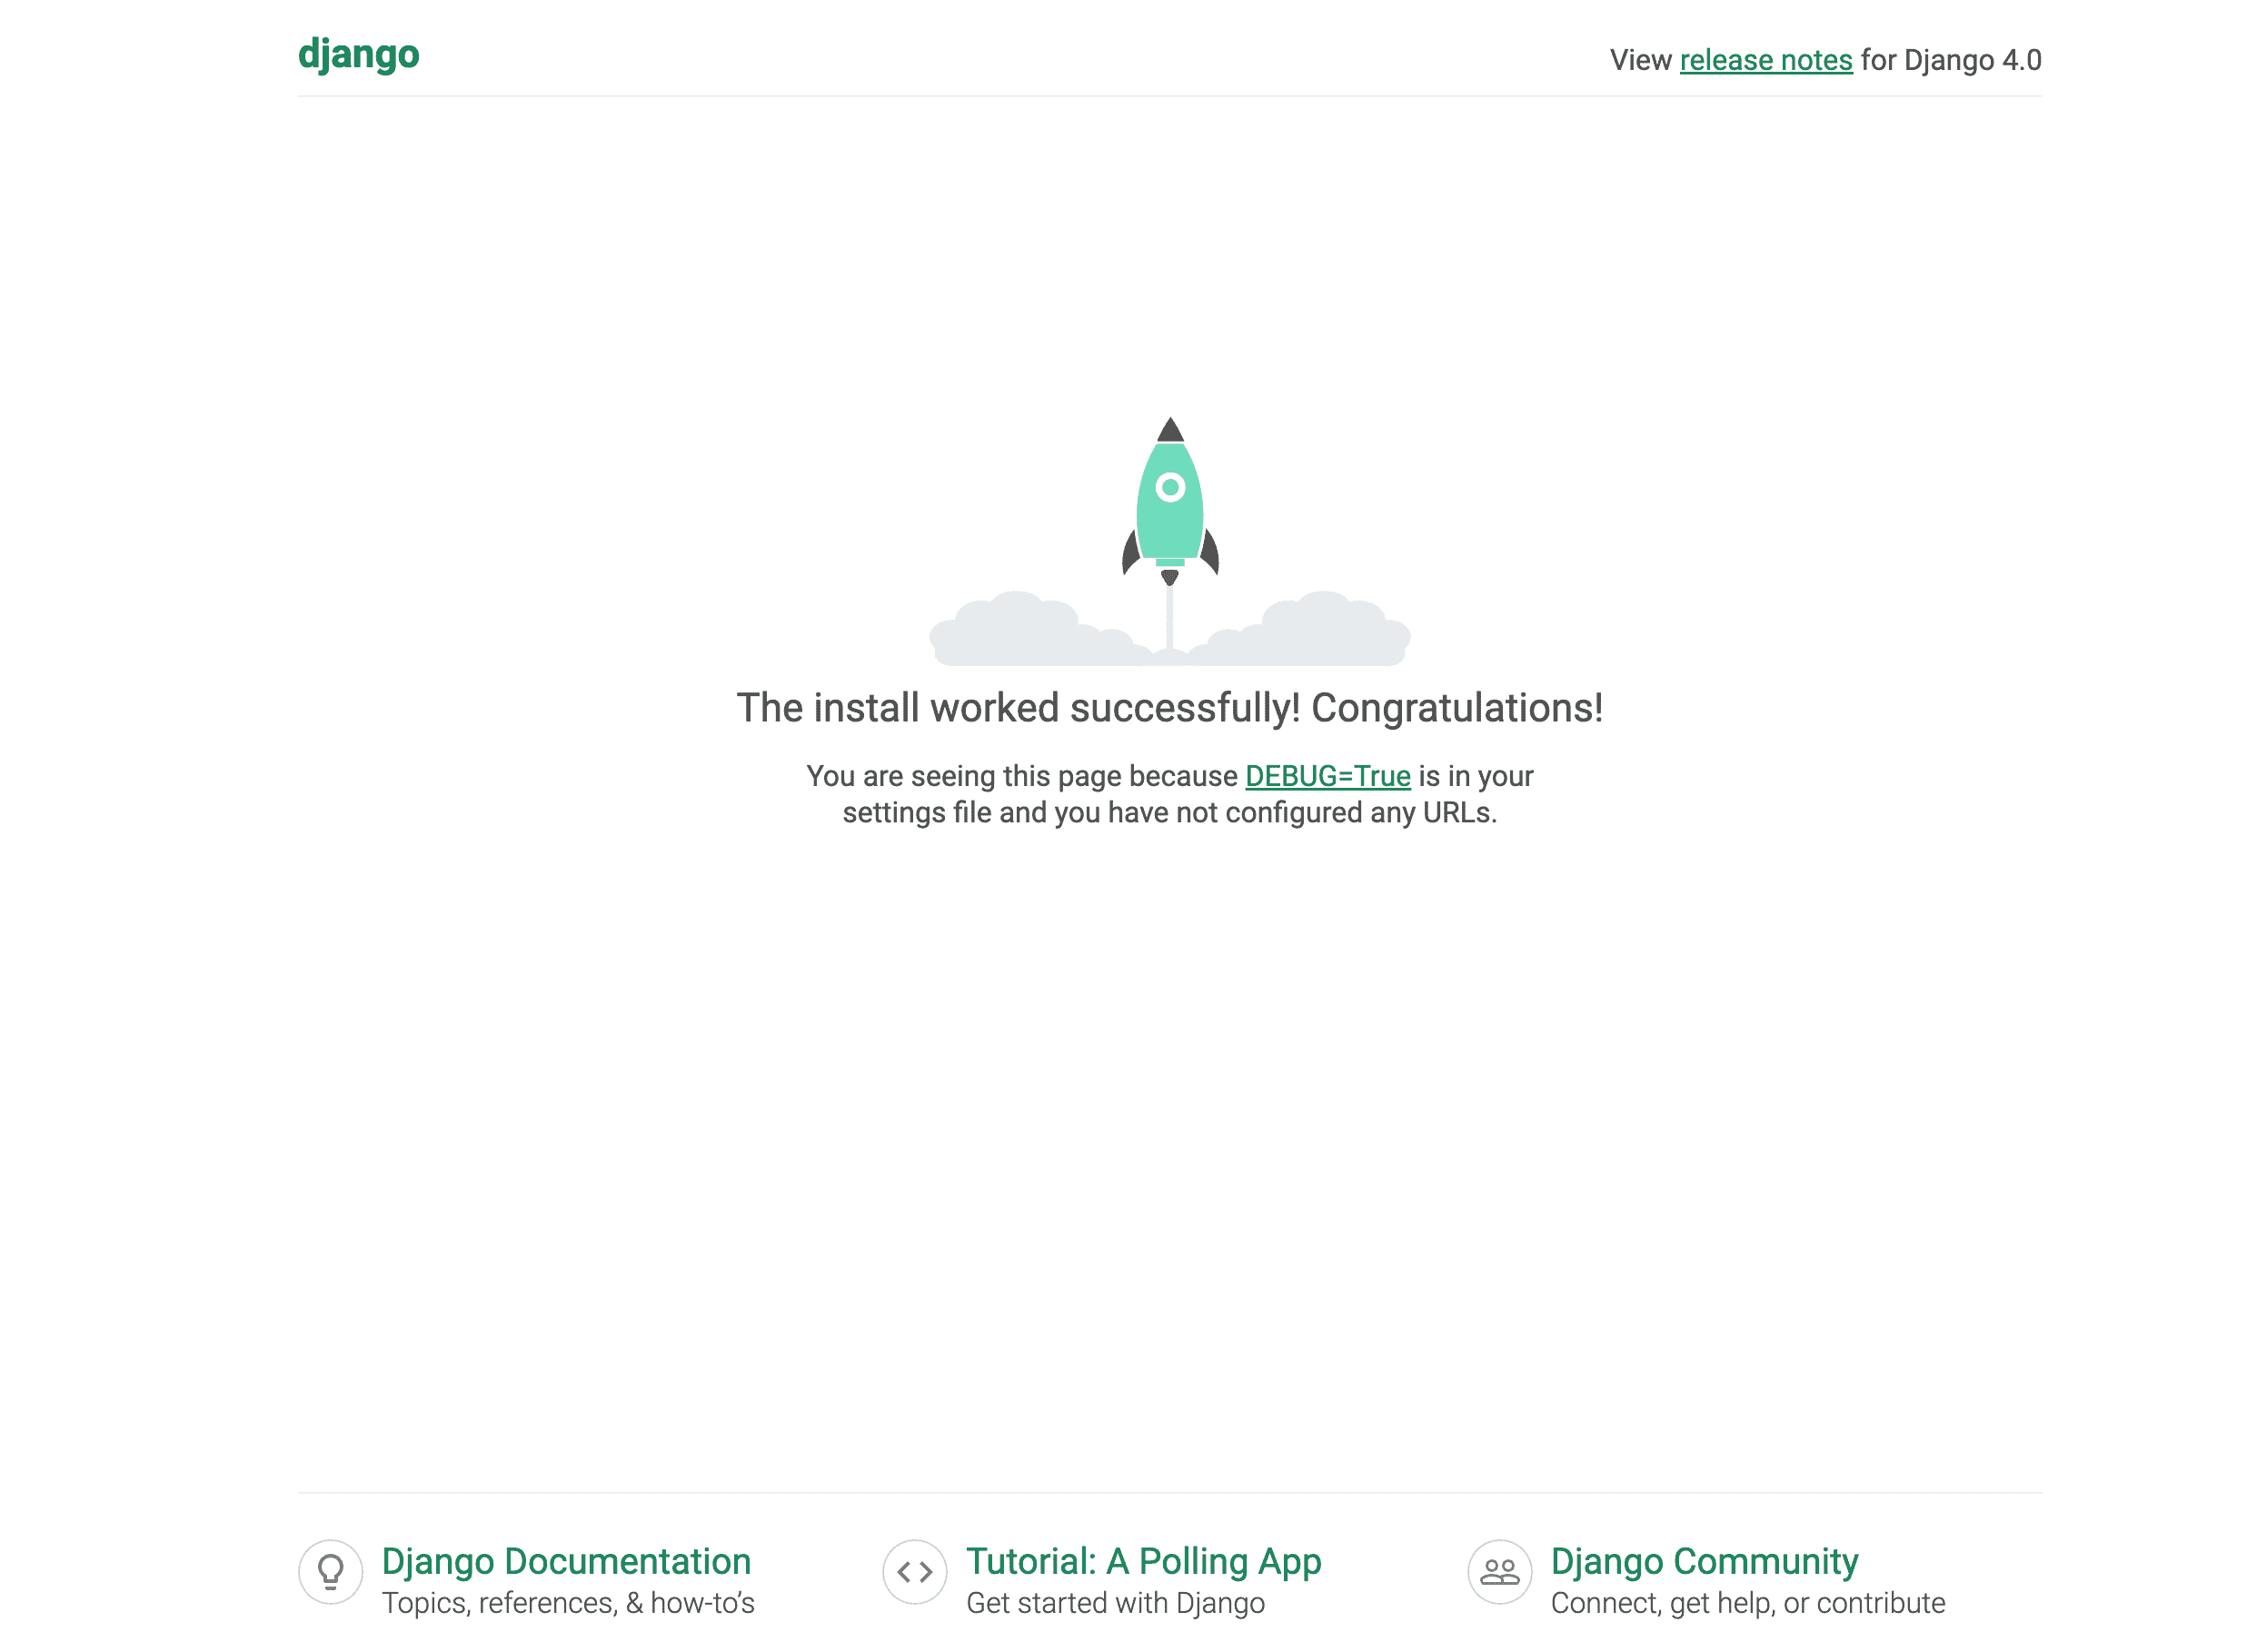 django
View release notes for Django 4.0
The install worked successfully! Congratulations!
You are seeing this page because DEBUG=True is in your
settings file and you have not configured any URLs.
Django Documentation
Topics, references, & how-to’s
Tutorial: A Polling App
Get started with Django
Django Community
Connect, get help, or contribute